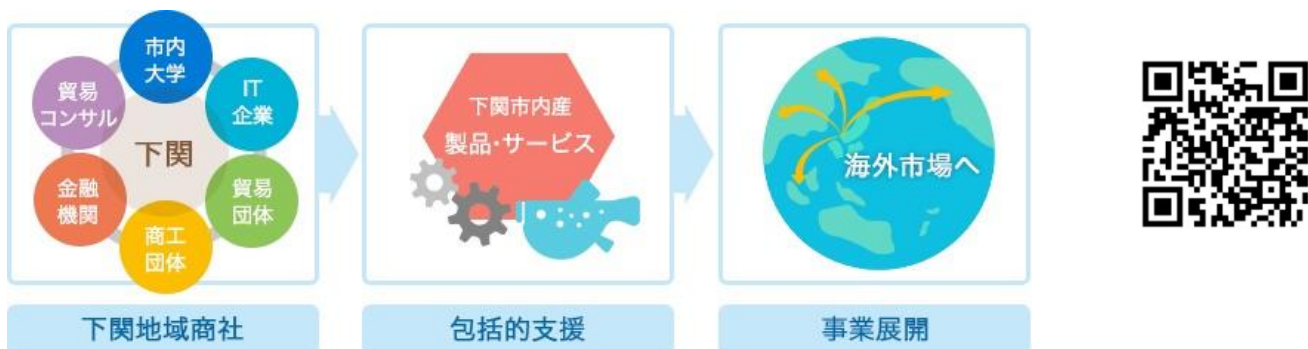 市内
大学
IT
企業
貿易
団体
商工
団体
金融
機関
貿易
コンサル
下関
下関市内産
製品・サービス
海外市場へ
下関地域商社
包括的支援
事業展開